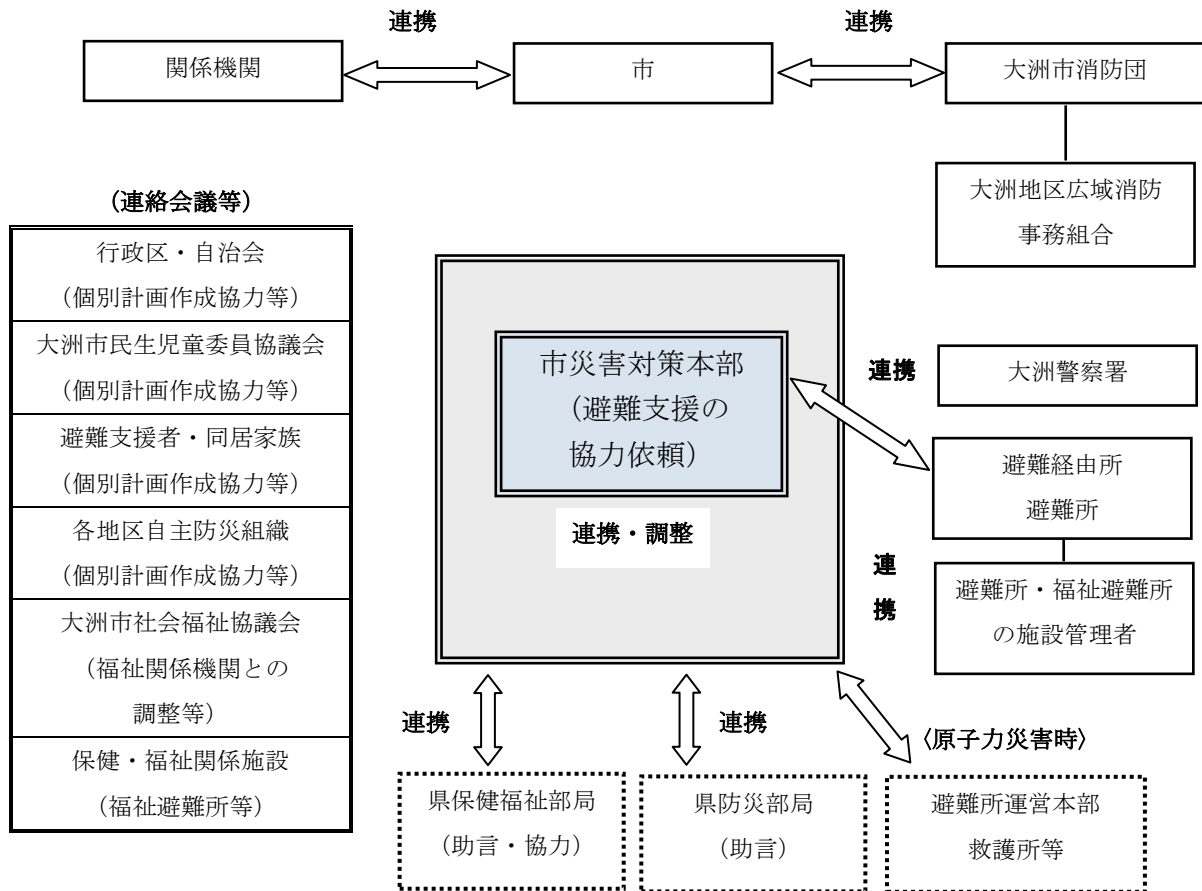 連携
連携
関係機関
市
大洲市消防団
大洲地区広域消防
事務組合
(連絡会議等)
行政区・自治会
(個別計画作成協力等)
大洲市民生児童委員協議会
(個別計画作成協力等)
避難支援者・同居家族
(個別計画作成協力等)
各地区自主防災組織
(個別計画作成協力等)
大洲市社会福祉協議会
(福祉関係機関との
調整等)
保健・福祉関係施設
(福祉避難所等)
市災害対策本部
(避難支援の
協力依頼)
連携・調整
連携
大洲警察署
避難経由所
避難所
連
携
避難所・福祉避難所
の施設管理者
連携
連携
〈原子力災害時〉
県保健福祉部局
(助言・協力)
県防災部局
(助言)
避難所運営本部
救護所等